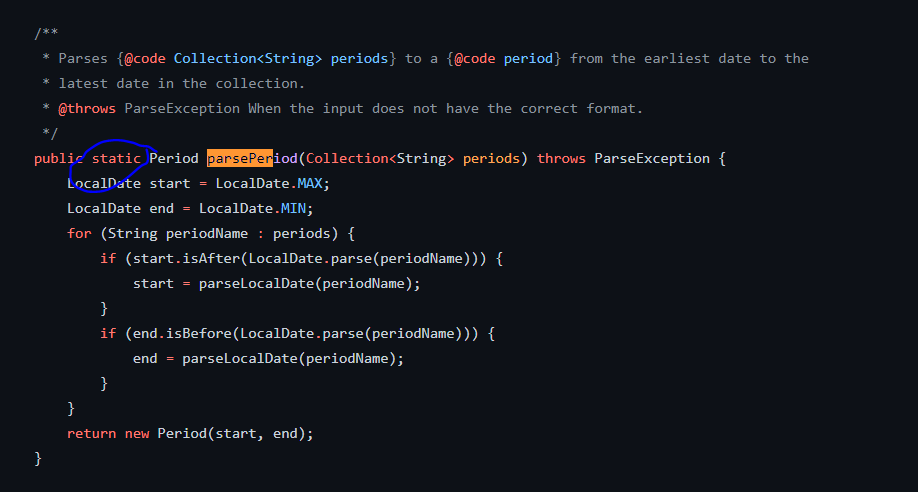 /**
 * Parses {@code Collection<String> periods} to a {@code period} from the earliest date to the
 * latest date in the collection.
 * @throws ParseException When the input does not have the correct format.
 */
public static Period parsePeriod(Collection<String> periods) throws ParseException {
    LocalDate start = LocalDate.MAX;
    LocalDate end = LocalDate.MIN;
    for (String periodName : periods) {
        if (start.isAfter(LocalDate.parse(periodName))) {
            start = parseLocalDate(periodName);
        }
        if (end.isBefore(LocalDate.parse(periodName))) {
            end = parseLocalDate(periodName);
        }
    }
    return new Period(start, end);
}